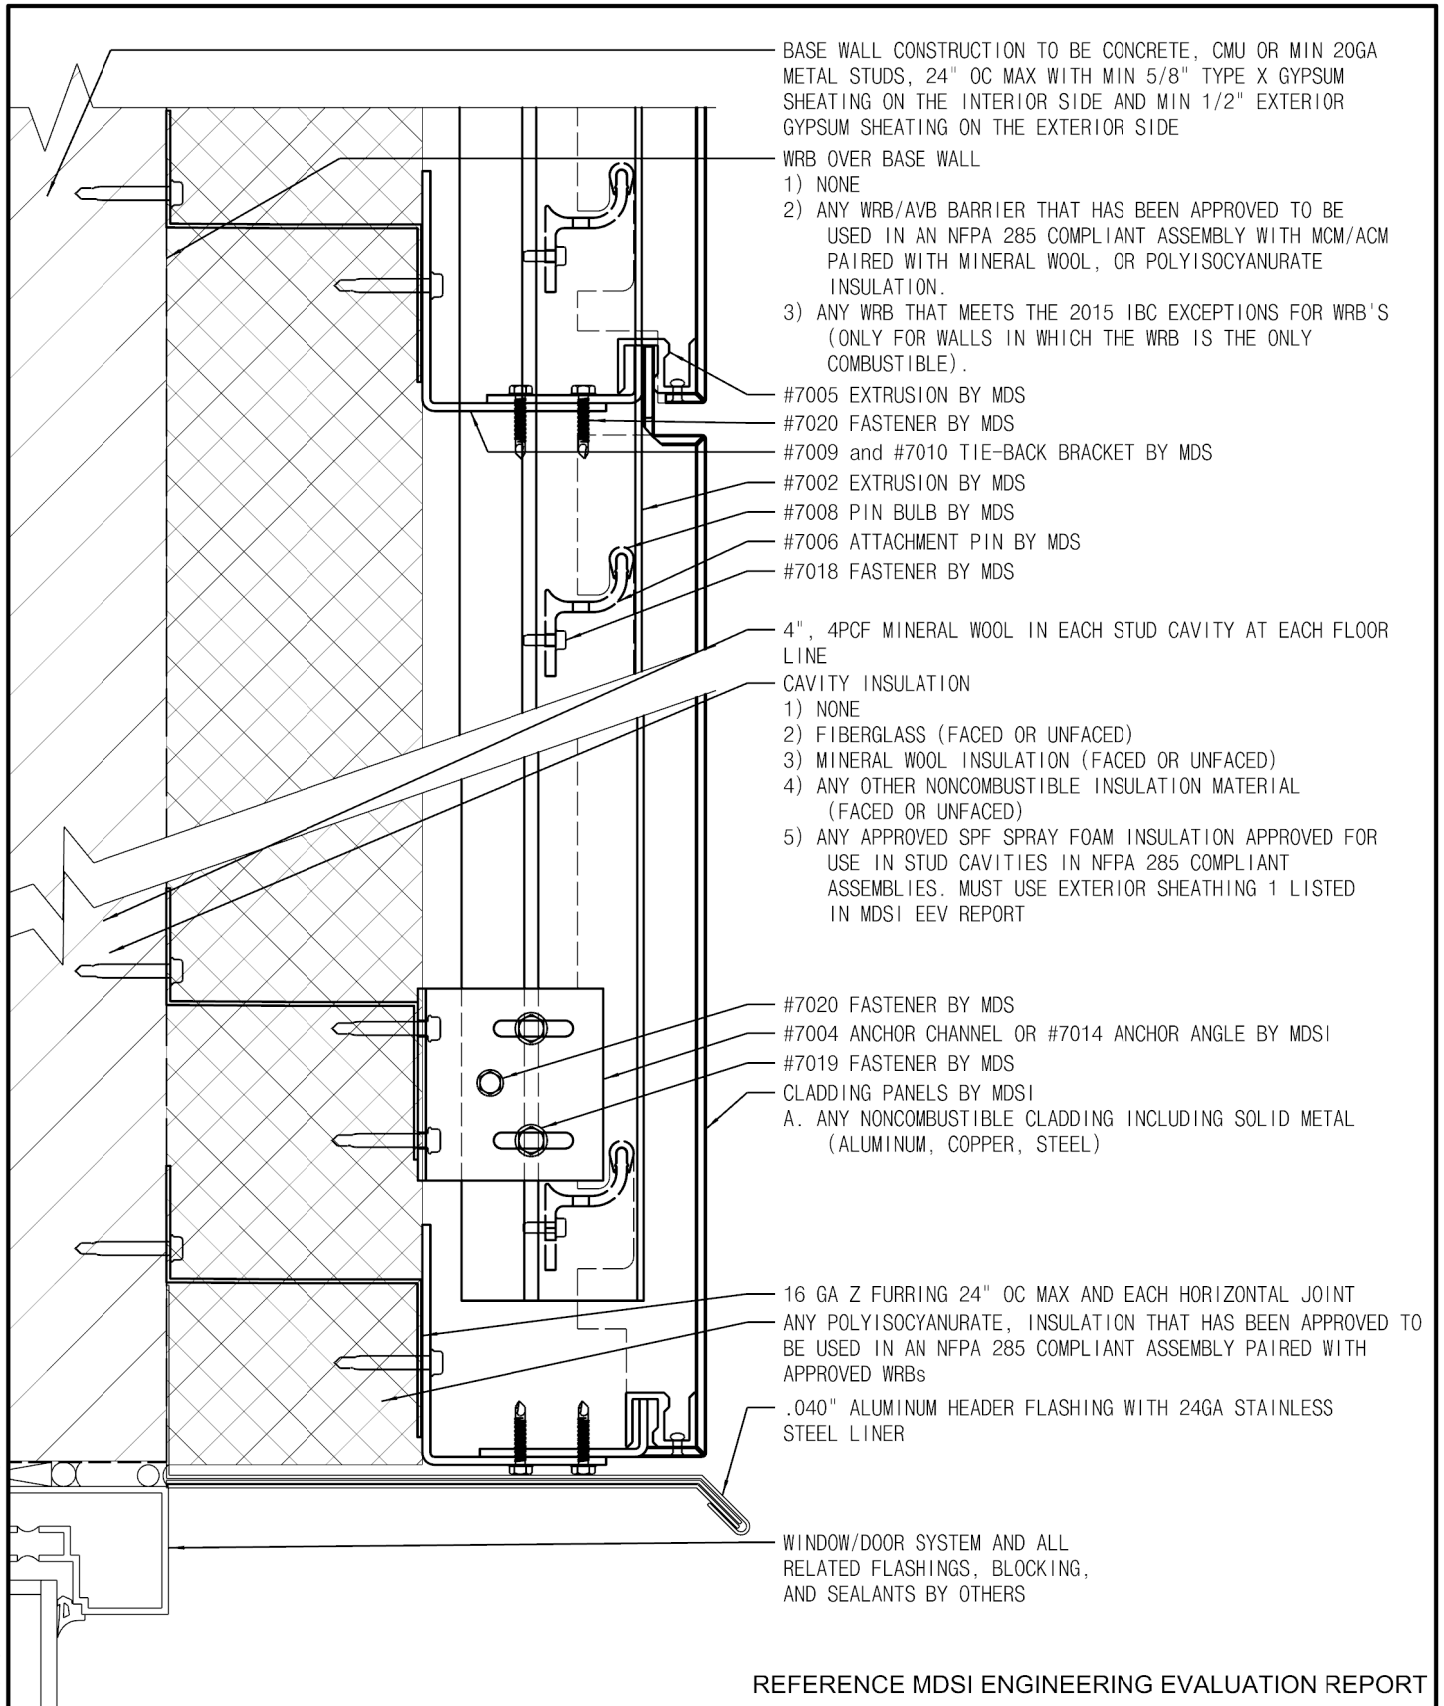 BASE WALL CONSTRUCTION TO BE CONCRETE, CMU OR MIN 20GA
METAL STUDS, 24" OC MAX WITH MIN 5/8" TYPE X GYPSUM
SHEATING ON THE INTERIOR SIDE AND MIN 1/2" EXTERIOR
GYPSUM SHEATING ON THE EXTERIOR SIDE
WRB OVER BASE WALL
1) NONE
2) ANY WRB/AVB BARRIER THAT HAS BEEN APPROVED TO BE
USED IN AN NFPA 285 COMPLIANT ASSEMBLY WITH MCM/ACM
PAIRED WITH MINERAL WOOL, OR POLYISOCYANURATE
INSULATION.
3) ANY WRB THAT MEETS THE 2015 IBC EXCEPTIONS FOR WRB'S
(ONLY FOR WALLS IN WHICH THE WRB IS THE ONLY
COMBUSTIBLE).
#7005 EXTRUSION BY MDS
#7020 FASTENER BY MDS
#7009 and #7010 TIE-BACK BRACKET BY MDS
#7002 EXTRUSION BY MDS
#7008 PIN BULB BY MDS
#7006 ATTACHMENT PIN BY MDS
#7018 FASTENER BY MDS
4", 4PCF MINERAL WOOL IN EACH STUD CAVITY AT EACH FLOOR
LINE
CAVITY INSULATION
1) NONE
2) FIBERGLASS (FACED OR UNFACED)
3) MINERAL WOOL INSULATION (FACED OR UNFACED)
4) ANY OTHER NONCOMBUSTIBLE INSULATION MATERIAL
(FACED OR UNFACED)
5) ANY APPROVED SPF SPRAY FOAM INSULATION APPROVED FOR
USE IN STUD CAVITIES IN NFPA 285 COMPLIANT
ASSEMBLIES. MUST USE EXTERIOR SHEATHING 1 LISTED
IN MDSI EEV REPORT
#7020 FASTENER BY MDS
#7004 ANCHOR CHANNEL OR #7014 ANCHOR ANGLE BY MDSI
#7019 FASTENER BY MDS
CLADDING PANELS BY MDSI
A. ANY NONCOMBUSTIBLE CLADDING INCLUDING SOLID METAL
(ALUMINUM, COPPER, STEEL)
16 GA Z FURRING 24" OC MAX AND EACH HORIZONTAL JOINT
ANY POLYISOCYANURATE, INSULATION THAT HAS BEEN APPROVED TO
BE USED IN AN NFPA 285 COMPLIANT ASSEMBLY PAIRED WITH
APPROVED WRBs
.040" ALUMINUM HEADER FLASHING WITH 24GA STAINLESS
STEEL LINER
WINDOW/DOOR SYSTEM AND ALL
RELATED FLASHINGS, BLOCKING,
AND SEALANTS BY OTHERS
REFERENCE MDSI ENGINEERING EVALUATION REPORT